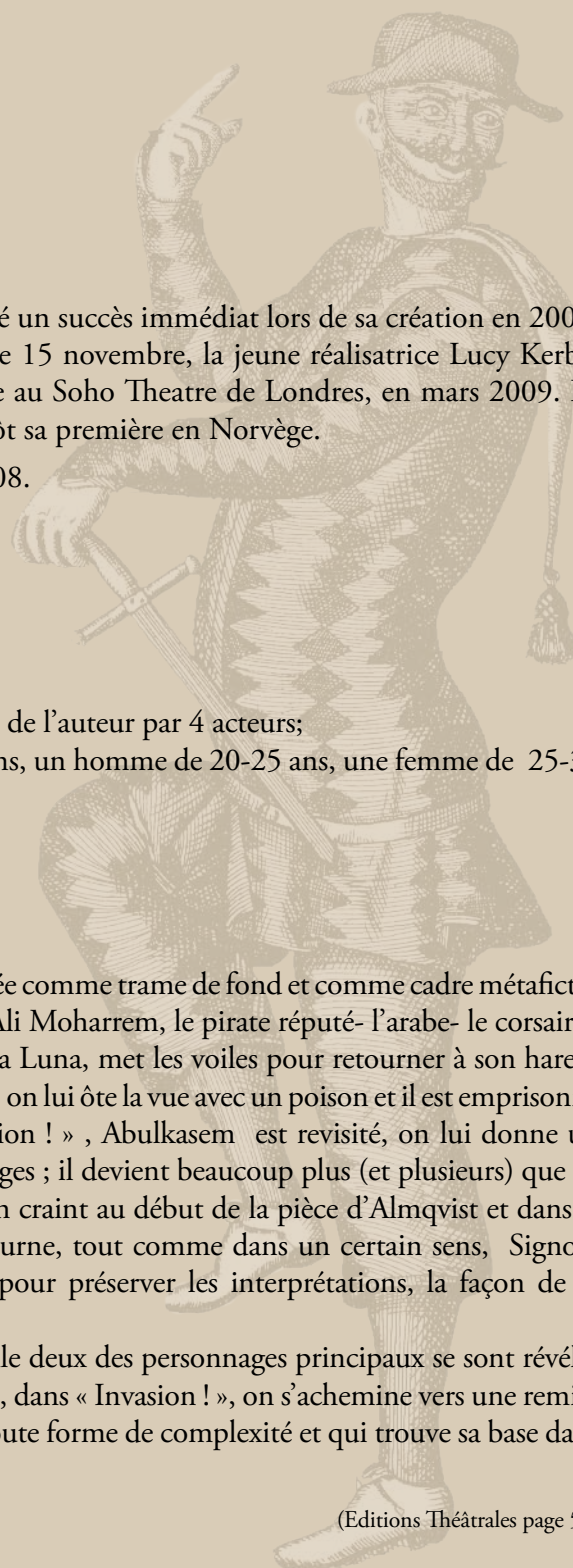 é un succès immédiat lors de sa création en 200
e 15 novembre, la jeune réalisatrice Lucy Kerb
e au Soho Theatre de Londres, en mars 2009.
ôt sa première en Norvège.
08.
de l’auteur par 4 acteurs;
ns, un homme de 20-25 ans, une femme de 25-
ée comme trame de fond et comme cadre métafict
Ali Moharrem, le pirate réputé- l’arabe- le corsair
a Luna, met les voiles pour retourner à son hare
on lui ôte la vue avec un poison et il est emprison
ion ! » , Abulkasem est revisité, on lui donne u
ges ; il devient beaucoup plus (et plusieurs) que
n craint au début de la pièce d’Almqvist et dans
urne, tout comme dans un certain sens, Signo
pour préserver les interprétations, la façon de
le deux des personnages principaux se sont révél
, dans « Invasion ! », on s’achemine vers une remi
oute forme de complexité et qui trouve sa base da
(Editions Théâtrales page